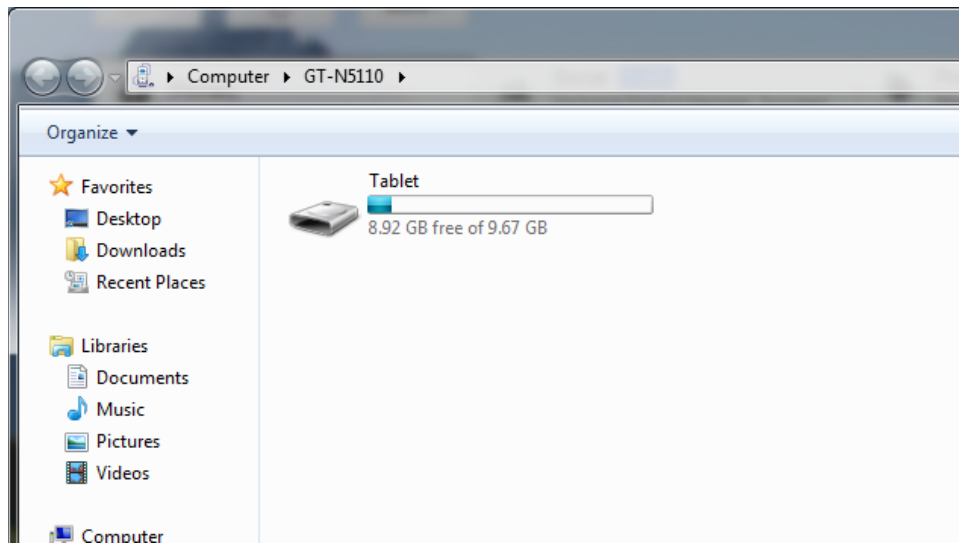 Computer GT-N5110
Organize
Favorites
Desktop
Downloads
Recent Places
Libraries
Documents
Music
Pictures
Videos
Computer
Tablet
8.92 GB free of 9.67 GB